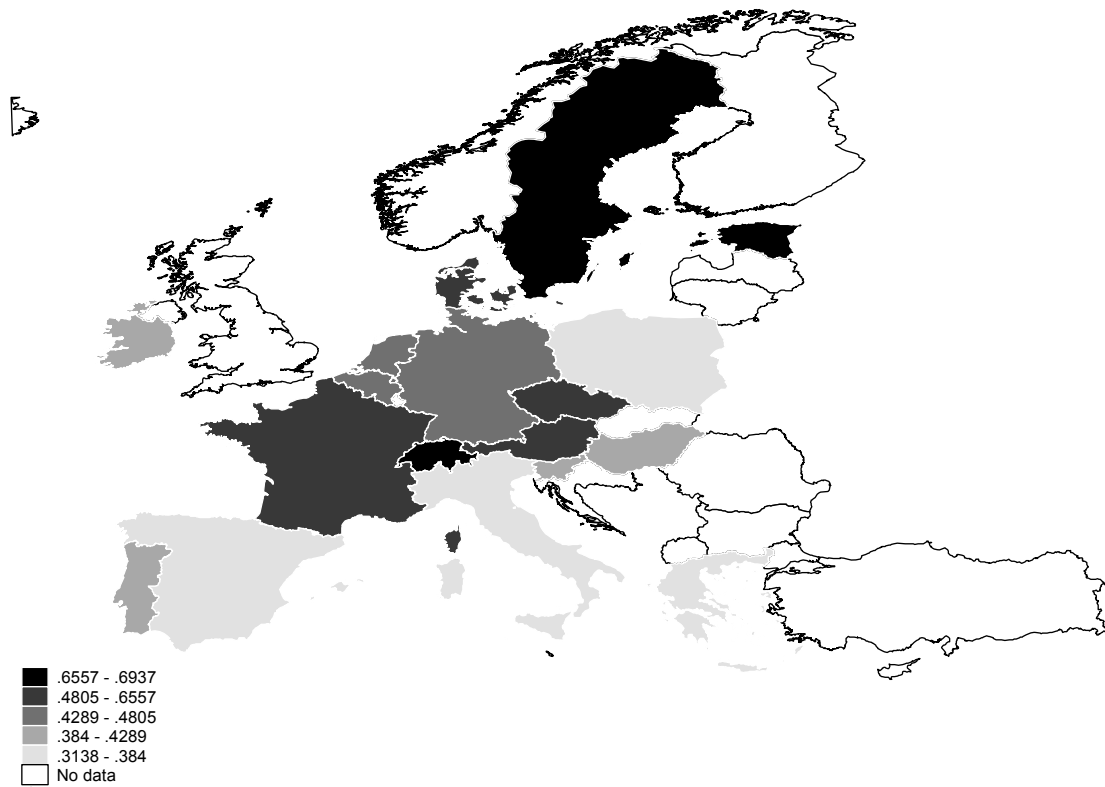 .6557 - .6937
.4805 - .6557
.4289 - .4805
.384 - .4289
.3138 - .384
No data